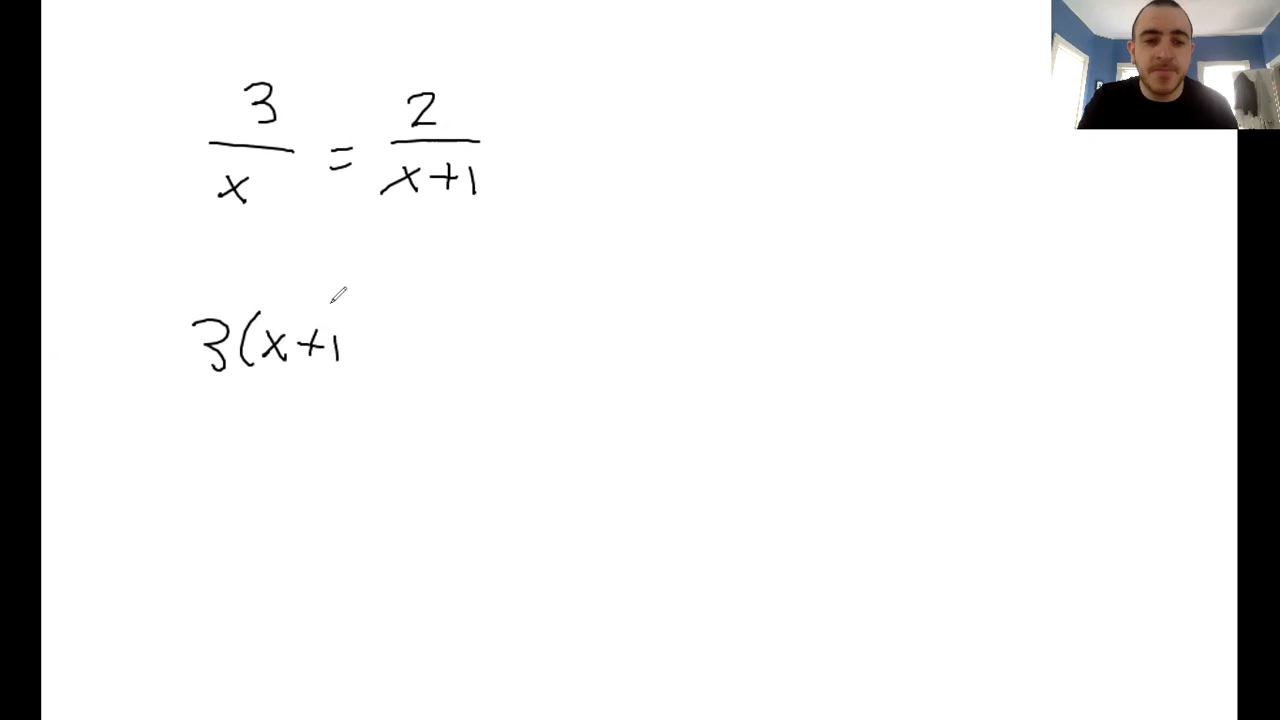 3/x = 2/(x+1)
3(x+1